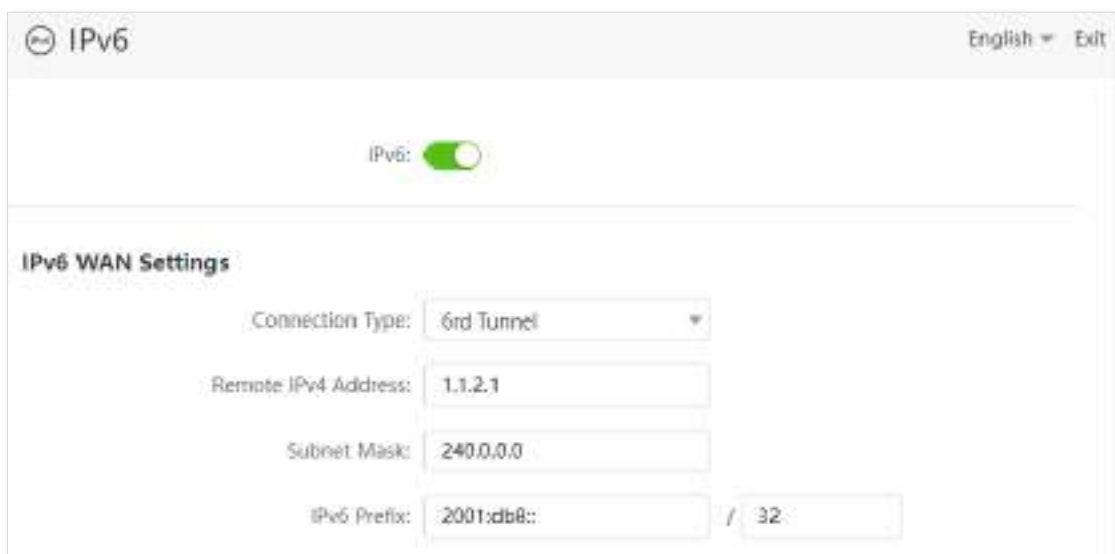 IPv6
English Exit
IPv6:
IPv6 WAN Settings
Connection Type: 6rd Tunnel
Remote IPv4 Address: 1.1.2.1
Subnet Mask: 240.0.0.0
IPv6 Prefix: 2001:db8:: / 32